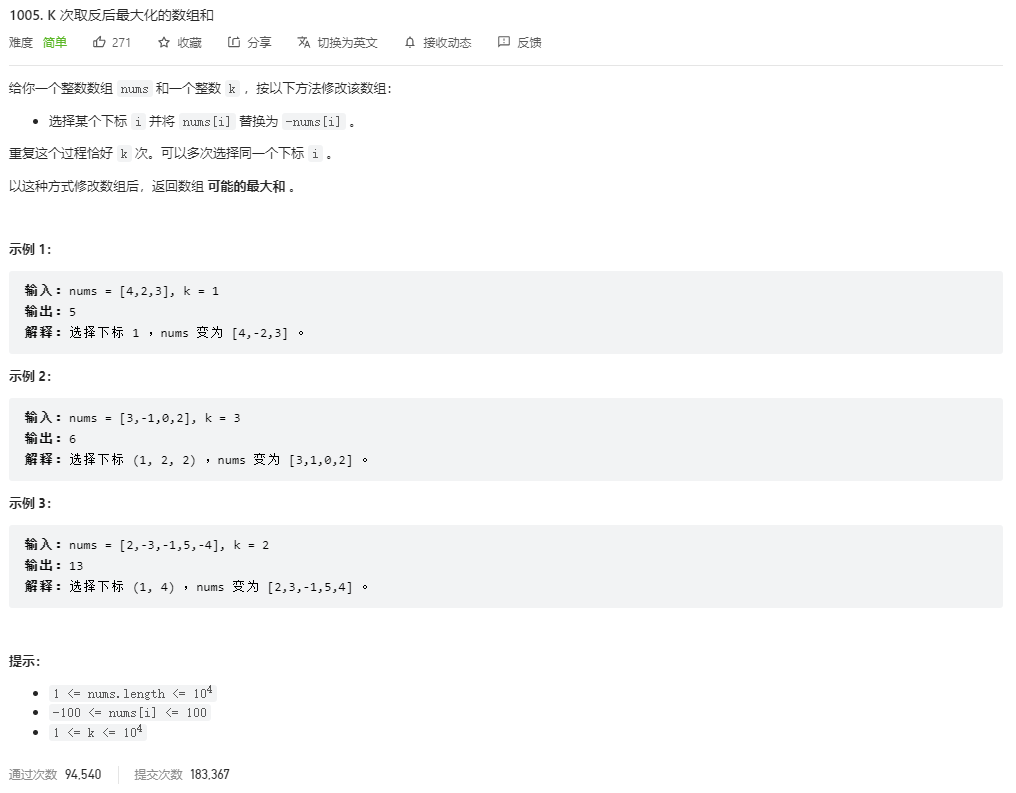 1005. K 次取反后最大化的数组和
难度 简单 271 收藏 分享 切换为英文 接收动态 反馈
给你一个整数数组 nums 和一个整数 k ，按以下方法修改该数组：
• 选择某个下标 i 并将 nums[i] 替换为 -nums[i] 。
重复这个过程恰好 k 次。可以多次选择同一个下标 i 。
以这种方式修改数组后，返回数组 可能的最大和 。
示例 1：
输入：nums = [4,2,3], k = 1
输出：5
解释：选择下标 1 ，nums 变为 [4,-2,3] 。
示例 2：
输入：nums = [3,-1,0,2], k = 3
输出：6
解释：选择下标 (1, 2, 2) ，nums 变为 [3,1,0,2] 。
示例 3：
输入：nums = [2,-3,-1,5,-4], k = 2
输出：13
解释：选择下标 (1, 4) ，nums 变为 [2,3,-1,5,4] 。
提示：
• 1 <= nums.length <= 10⁴
• -100 <= nums[i] <= 100
• 1 <= k <= 10⁴
通过次数 94,540 提交次数 183,367